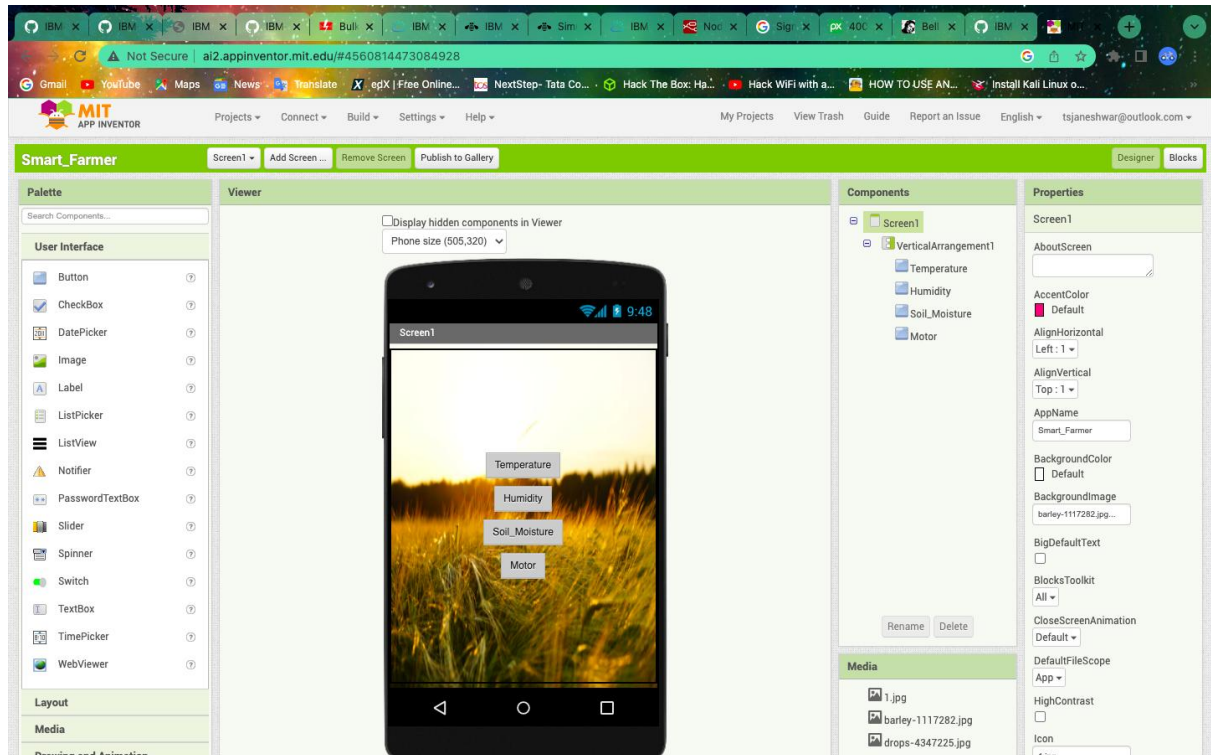 IBM IBM IBM IBM Bull IBM IBM Sim IBM Nod Sign 400 Bell IBM MIT
Not Secure ai2.appinventor.mit.edu/#4560814473084928
Gmail YouTube Maps News Translate edX | Free Online... NextStep- Tata Co... Hack The Box: Ha... Hack WiFi with a... HOW TO USE AN... Install Kali Linux o...
MIT
APP INVENTOR
Projects Connect Build Settings Help My Projects View Trash Guide Report an Issue English tsjaneshwar@outlook.com
Smart_Farmer Screen1 Add Screen ... Remove Screen Publish to Gallery Designer Blocks
Palette
Search Components...
User Interface
Button
CheckBox
DatePicker
Image
Label
ListPicker
ListView
Notifier
PasswordTextBox
Slider
Spinner
Switch
TextBox
TimePicker
WebViewer
Layout
Media
Drawing and Animation
Viewer
Display hidden components in Viewer
Phone size (505,320)
9:48
Screen1
Temperature
Humidity
Soil_Moisture
Motor
Components
Screen1
VerticalArrangement1
Temperature
Humidity
Soil_Moisture
Motor
Rename Delete
Media
1.jpg
barley-1117282.jpg
drops-4347225.jpg
Properties
Screen1
AboutScreen
AccentColor
Default
AlignHorizontal
Left : 1
AlignVertical
Top : 1
AppName
Smart_Farmer
BackgroundColor
Default
BackgroundImage
barley-1117282.jpg...
BigDefaultText
BlocksToolkit
All
CloseScreenAnimation
Default
DefaultFileScope
App
HighContrast
Icon